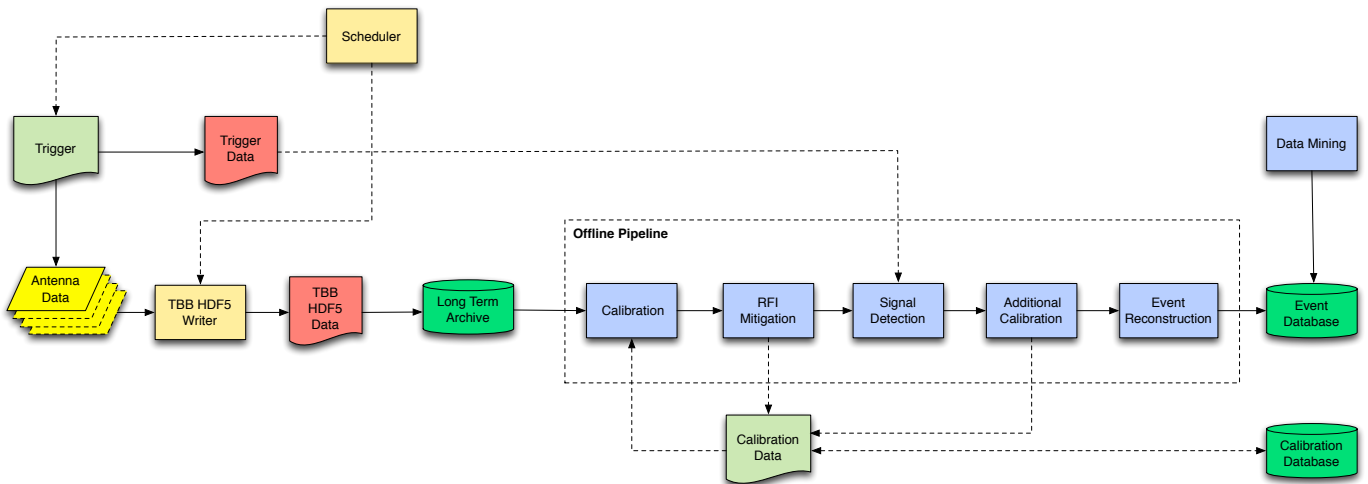 Scheduler
Trigger
Trigger
Data
Data Mining
Offline Pipeline
Antenna
Data
TBB HDF5
Writer
TBB
HDF5
Data
Long Term
Archive
Calibration
RFI
Mitigation
Signal
Detection
Additional
Calibration
Event
Reconstruction
Event
Database
Calibration
Data
Calibration
Database